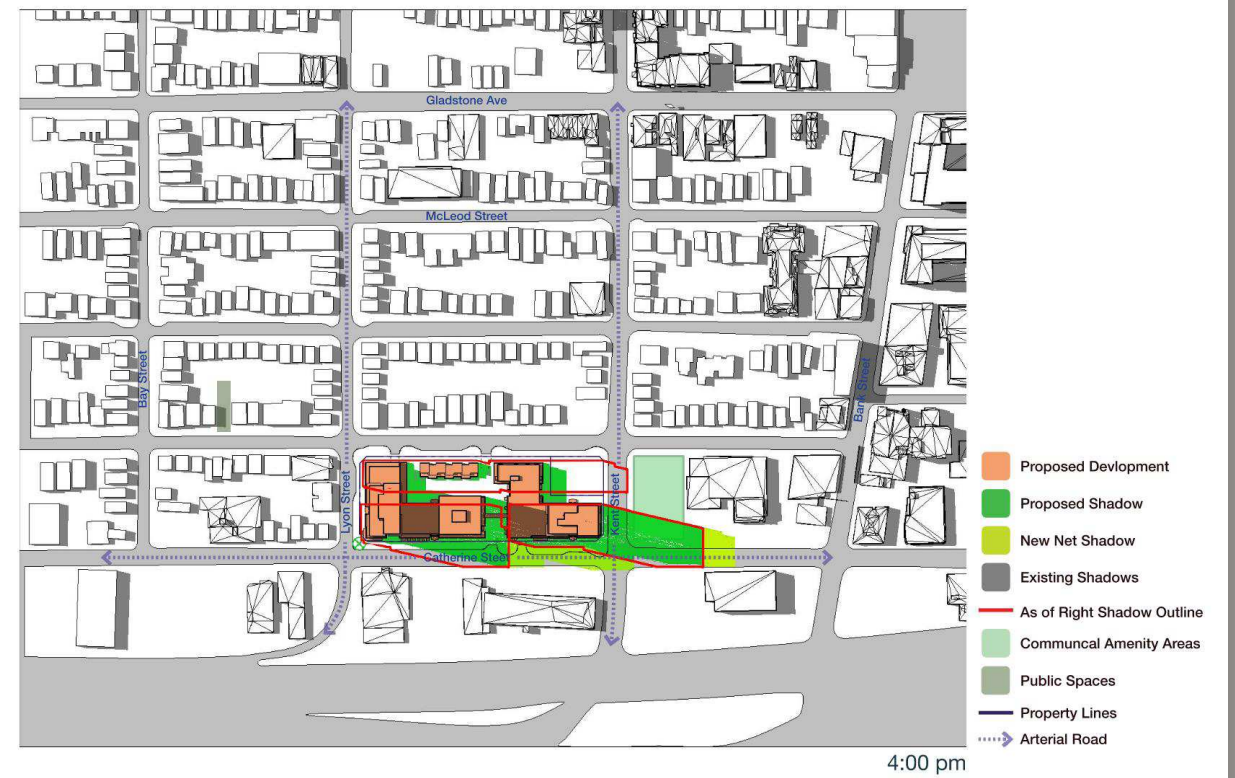 Gladstone Ave
McLeod Street
Bay Street
Bank Street
Lyon Street
Kent Street
Catherine Steet
Proposed Devlopment
Proposed Shadow
New Net Shadow
Existing Shadows
As of Right Shadow Outline
Communcal Amenity Areas
Public Spaces
Property Lines
Arterial Road
4:00 pm